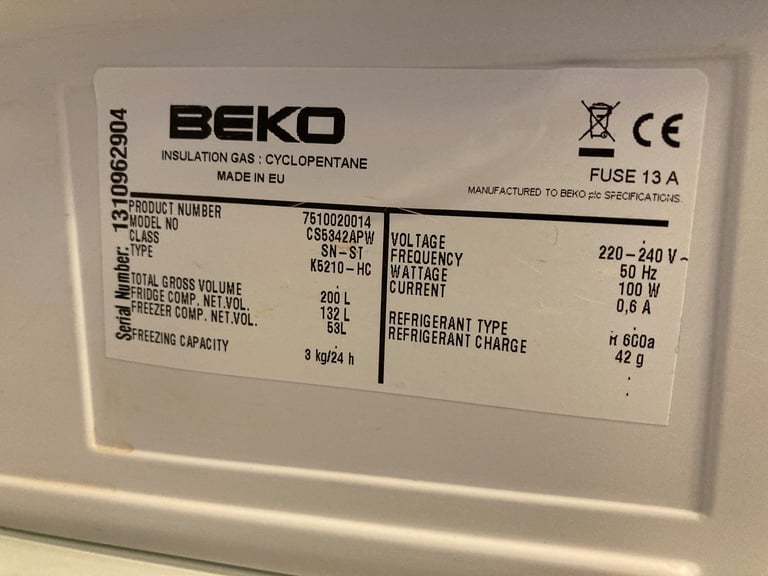 BEKO
INSULATION GAS : CYCLOPENTANE
MADE IN EU
CE
FUSE 13 A
MANUFACTURED TO BEKO plc SPECIFICATIONS.
Serial Number: 1310962904
PRODUCT NUMBER 7510020014
MODEL NO CS5342APW
CLASS SN-ST
TYPE K5210-HC
TOTAL GROSS VOLUME 200 L
FRIDGE COMP. NET.VOL. 132 L
FREEZER COMP. NET.VOL. 53L
FREEZING CAPACITY 3 kg/24 h
VOLTAGE 220-240 V~
FREQUENCY 50 Hz
WATTAGE 100 W
CURRENT 0,6 A
REFRIGERANT TYPE R 600a
REFRIGERANT CHARGE 42 g